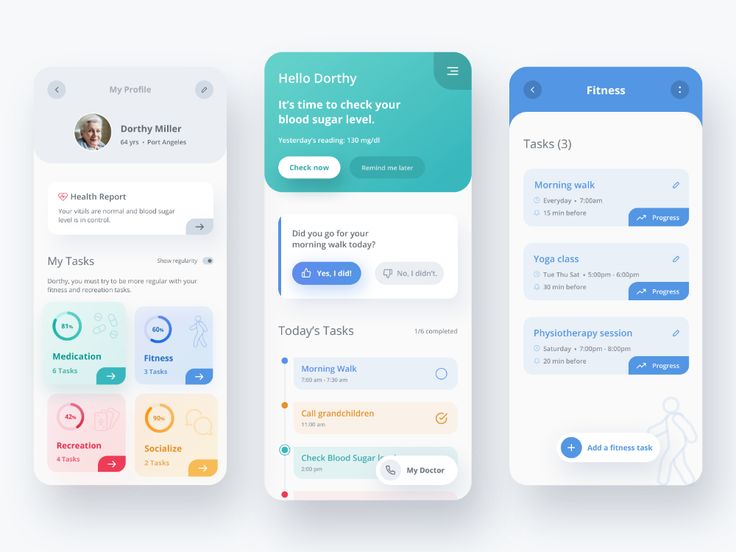 My Profile
Dorthy Miller
64 yrs • Port Angeles
Health Report
Your vitals are normal and blood sugar
level is in control.
My Tasks
Show regularity
Dorthy, you must try to be more regular with your
fitness and recreation tasks.
81%
Medication
6 Tasks
60%
Fitness
3 Tasks
42%
Recreation
4 Tasks
90%
Socialize
2 Tasks
Hello Dorthy
It's time to check your
blood sugar level.
Yesterday's reading: 130 mg/dl
Check now
Remind me later
Did you go for your
morning walk today?
Yes, I did!
No, I didn't.
Today's Tasks
1/6 completed
Morning Walk
7:00 am - 7:30 am
Call grandchildren
11:00 am
Check Blood Sugar
2:00 pm
My Doctor
Fitness
Tasks (3)
Morning walk
Everyday • 7:00am
15 min before
Progress
Yoga class
Tue Thu Sat • 5:00pm - 6:00pm
30 min before
Progress
Physiotherapy session
Saturday • 7:00pm - 8:00pm
20 min before
Progress
Add a fitness task